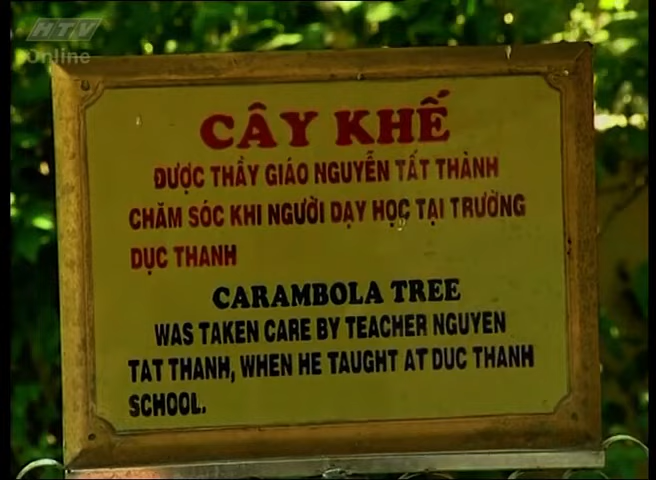 HTV
Online
CÂY KHẾ
ĐƯỢC THẦY GIÁO NGUYỄN TẤT THÀNH
CHĂM SÓC KHI NGƯỜI DẠY HỌC TẠI TRƯỜNG
DỤC THANH
CARAMBOLA TREE
WAS TAKEN CARE BY TEACHER NGUYEN
TAT THANH, WHEN HE TAUGHT AT DUC THANH
SCHOOL.